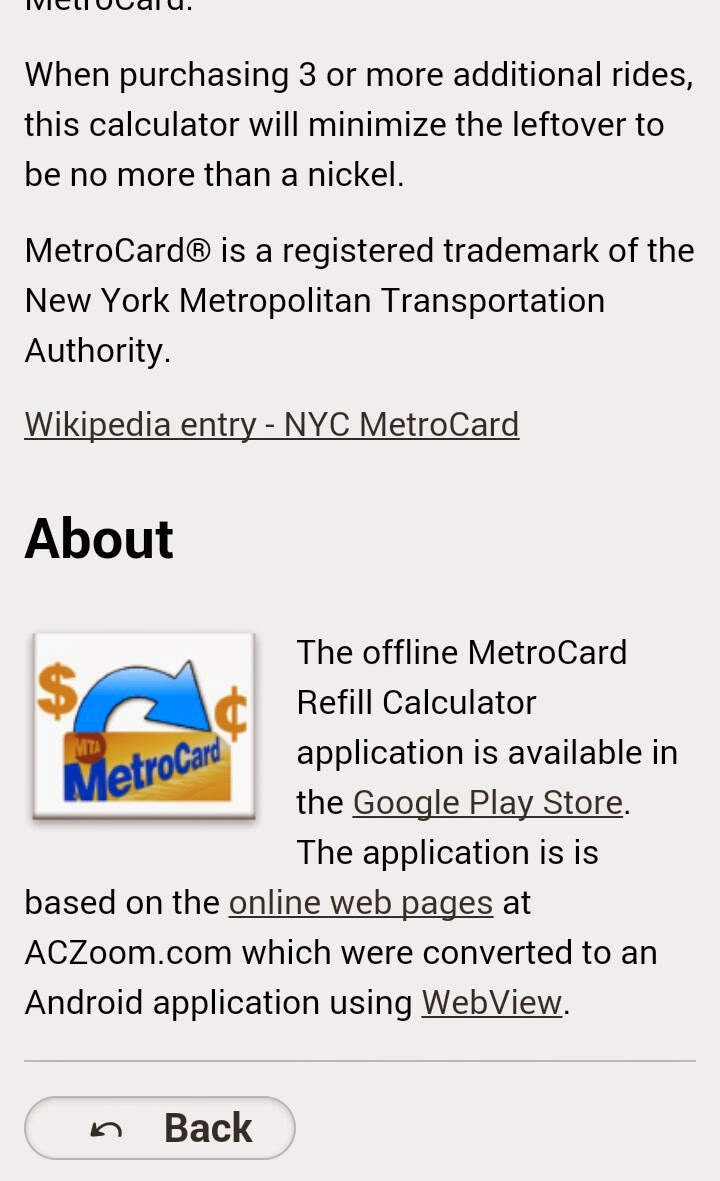 MetroCard.
When purchasing 3 or more additional rides,
this calculator will minimize the leftover to
be no more than a nickel.
MetroCard® is a registered trademark of the
New York Metropolitan Transportation
Authority.
Wikipedia entry - NYC MetroCard
About
$
¢
MTA
MetroCard
The offline MetroCard
Refill Calculator
application is available in
the Google Play Store.
The application is is
based on the online web pages at
ACZoom.com which were converted to an
Android application using WebView.
Back